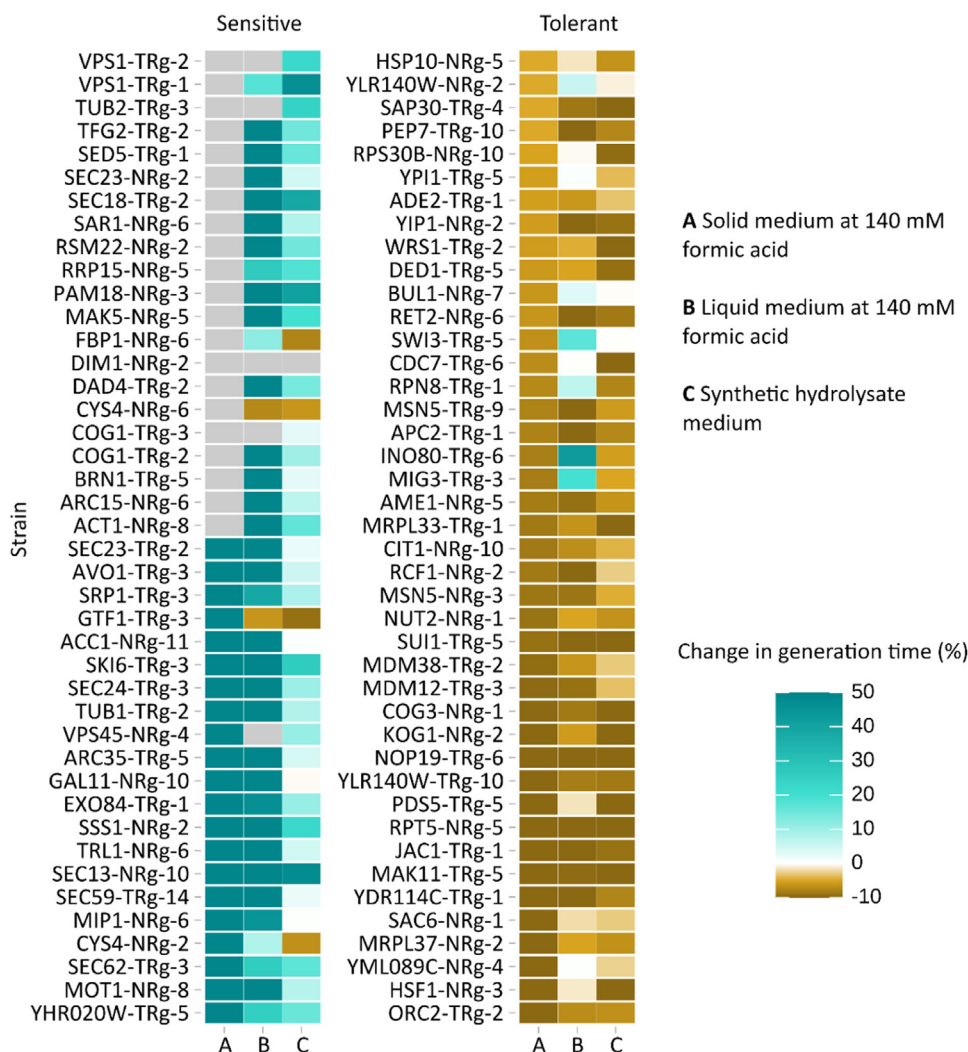 Sensitive
Tolerant
Strain
VPS1-TRg-2
VPS1-TRg-1
TUB2-TRg-3
TFG2-TRg-2
SED5-TRg-1
SEC23-NRg-2
SEC18-TRg-2
SAR1-NRg-6
RSM22-NRg-2
RRP15-NRg-5
PAM18-NRg-3
MAK5-NRg-5
FBP1-NRg-6
DIM1-NRg-2
DAD4-TRg-2
CYS4-NRg-6
COG1-TRg-3
COG1-TRg-2
BRN1-TRg-5
ARC15-NRg-6
ACT1-NRg-8
SEC23-TRg-2
AVO1-TRg-3
SRP1-TRg-3
GTF1-TRg-3
ACC1-NRg-11
SKI6-TRg-3
SEC24-TRg-3
TUB1-TRg-2
VPS45-NRg-4
ARC35-TRg-5
GAL11-NRg-10
EXO84-TRg-1
SSS1-NRg-2
TRL1-NRg-6
SEC13-NRg-10
SEC59-TRg-14
MIP1-NRg-6
CYS4-NRg-2
SEC62-TRg-3
MOT1-NRg-8
YHR020W-TRg-5
A B C
HSP10-NRg-5
YLR140W-NRg-2
SAP30-TRg-4
PEP7-TRg-10
RPS30B-NRg-10
YPI1-TRg-5
ADE2-TRg-1
YIP1-NRg-2
WRS1-TRg-2
DED1-TRg-5
BUL1-NRg-7
RET2-NRg-6
SWI3-TRg-5
CDC7-TRg-6
RPN8-TRg-1
MSN5-TRg-9
APC2-TRg-1
INO80-TRg-6
MIG3-TRg-3
AME1-NRg-5
MRPL33-TRg-1
CIT1-NRg-10
RCF1-NRg-2
MSN5-NRg-3
NUT2-NRg-1
SUI1-TRg-5
MDM38-TRg-2
MDM12-TRg-3
COG3-NRg-1
KOG1-NRg-2
NOP19-TRg-6
YLR140W-TRg-10
PDS5-TRg-5
RPT5-NRg-5
JAC1-TRg-1
MAK11-TRg-5
YDR114C-TRg-1
SAC6-NRg-1
MRPL37-NRg-2
YML089C-NRg-4
HSF1-NRg-3
ORC2-TRg-2
A B C
A Solid medium at 140 mM
formic acid
B Liquid medium at 140 mM
formic acid
C Synthetic hydrolysate
medium
Change in generation time (%)
50
40
30
20
10
0
-10